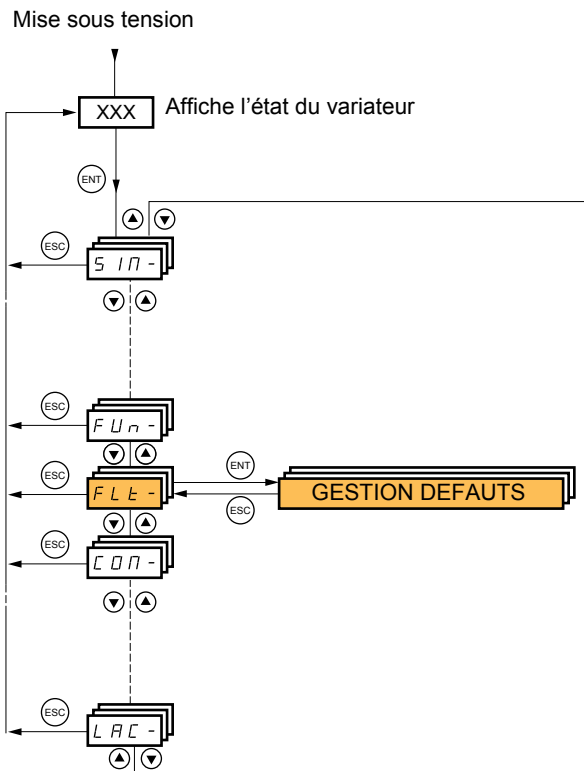 Mise sous tension
XXX Affiche l'état du variateur
ENT
ESC
SIM-
ESC
FUn-
ESC
FLt-
ENT
ESC
GESTION DEFAUTS
ESC
COM-
ESC
LAC-